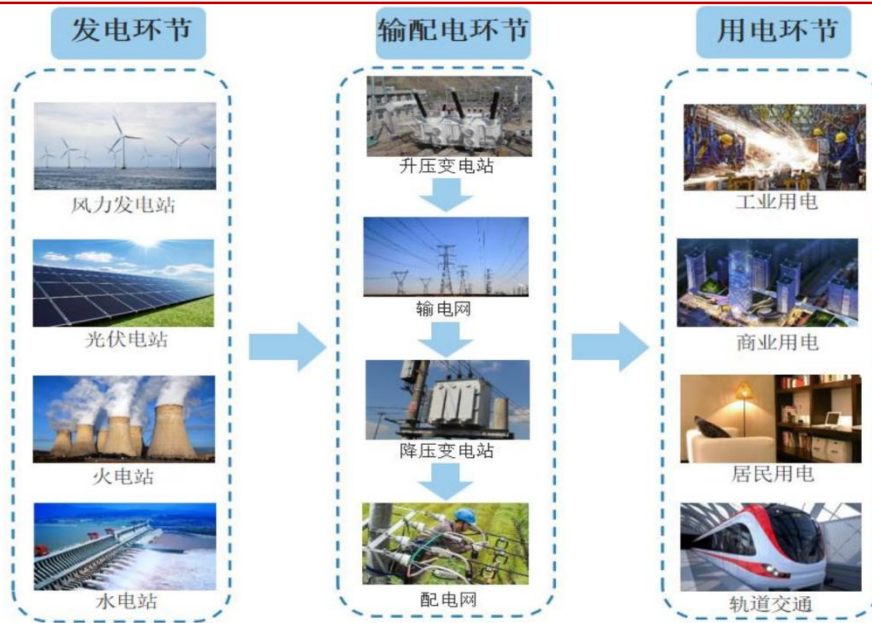 发电环节
风力发电站
光伏电站
火电站
水电站
输配电环节
升压变电站
输电网
降压变电站
配电网
用电环节
工业用电
商业用电
居民用电
轨道交通